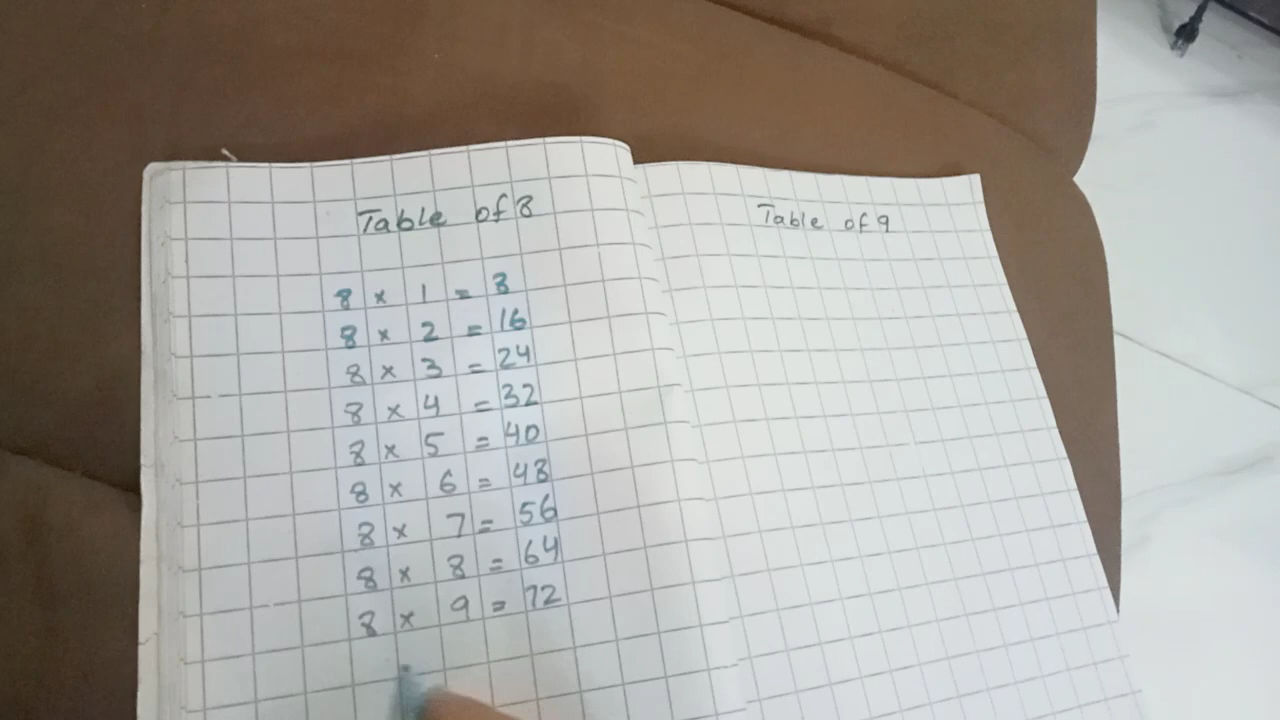 Table of 8
8 × 1 = 8
8 × 2 = 16
8 × 3 = 24
8 × 4 = 32
8 × 5 = 40
8 × 6 = 48
8 × 7 = 56
8 × 8 = 64
8 × 9 = 72
Table of 9